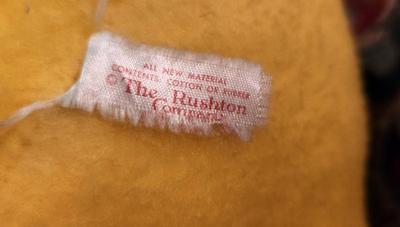 ALL NEW MATERIAL
CONTENTS: COTTON OR RUBBER
© The Rushton
Company